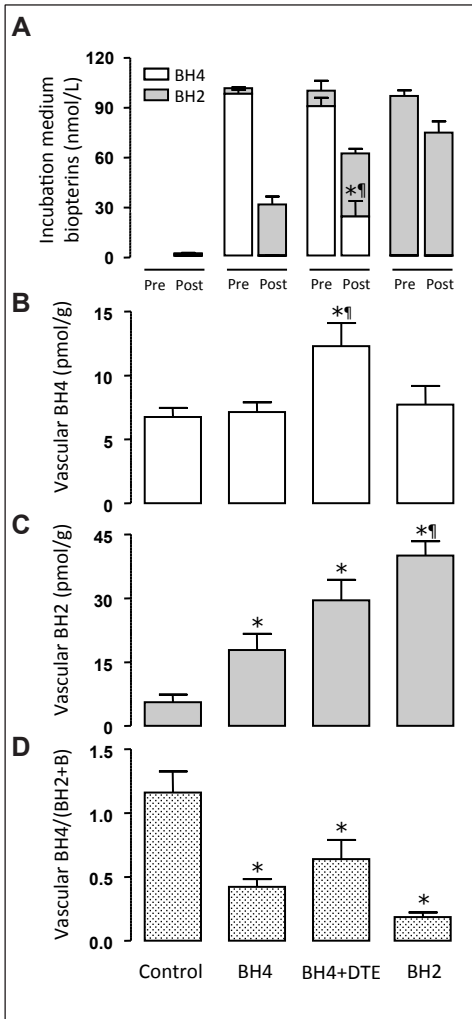 A
Incubation medium
biopterins (nmol/L)
120
90
60
30
0
BH4
BH2
*¶
Pre Post Pre Post Pre Post Pre Post
B
Vascular BH4 (pmol/g)
15
10
5
0
*¶
C
Vascular BH2 (pmol/g)
45
30
15
0
* * *¶
D
Vascular BH4/(BH2+B)
1.5
1.0
0.5
0.0
* * *
Control BH4 BH4+DTE BH2